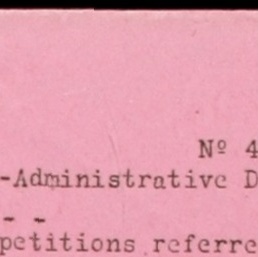 Nº 4
-Administrative D
- -
petitions referre